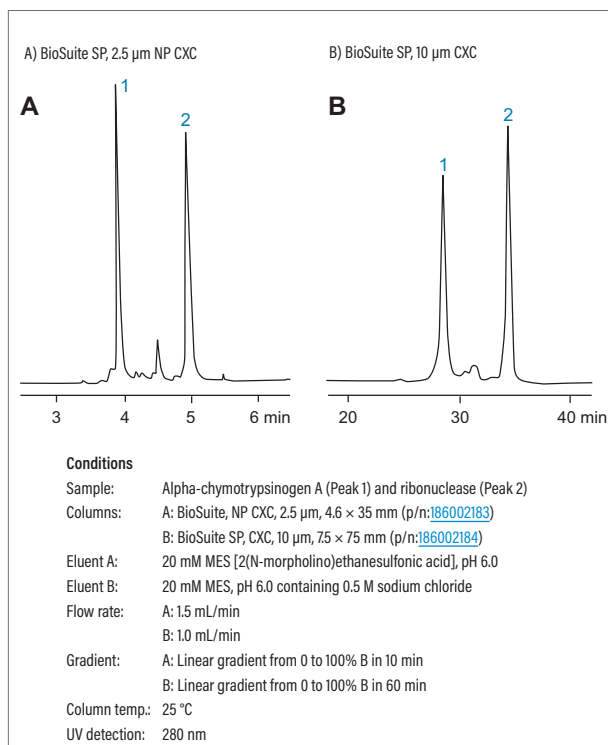 A) BioSuite SP, 2.5 µm NP CXC
B) BioSuite SP, 10 µm CXC
A
1
2
3 4 5 6 min
B
1
2
20 30 40 min
Conditions
Sample: Alpha-chymotrypsinogen A (Peak 1) and ribonuclease (Peak 2)
Columns: A: BioSuite, NP CXC, 2.5 µm, 4.6 × 35 mm (p/n:186002183)
B: BioSuite SP, CXC, 10 µm, 7.5 × 75 mm (p/n:186002184)
Eluent A: 20 mM MES [2(N-morpholino)ethanesulfonic acid], pH 6.0
Eluent B: 20 mM MES, pH 6.0 containing 0.5 M sodium chloride
Flow rate: A: 1.5 mL/min
B: 1.0 mL/min
Gradient: A: Linear gradient from 0 to 100% B in 10 min
B: Linear gradient from 0 to 100% B in 60 min
Column temp.: 25 °C
UV detection: 280 nm